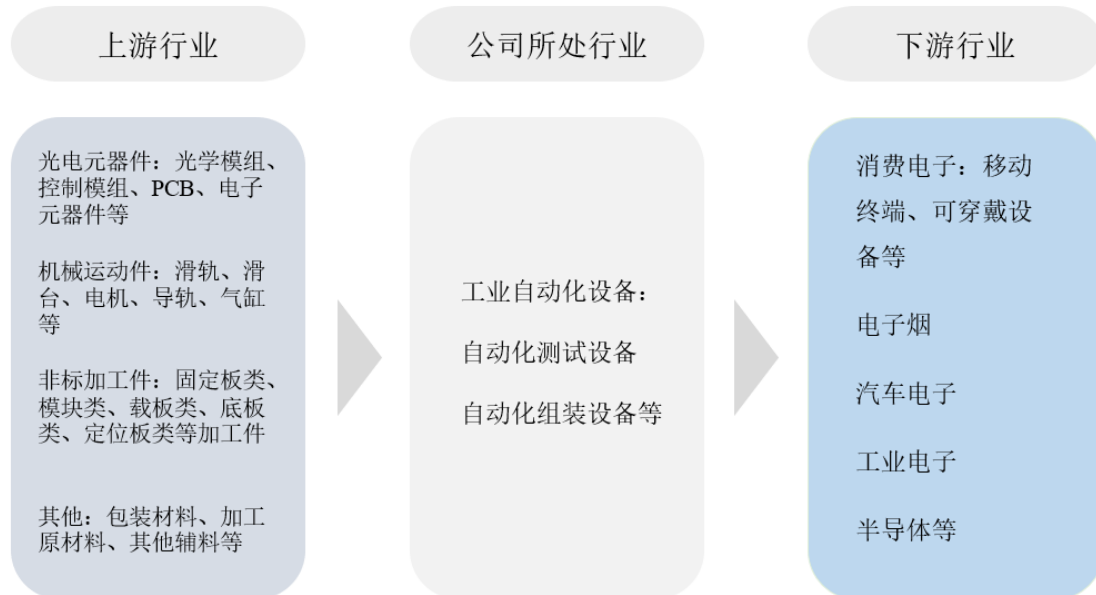 上游行业
光电元器件：光学模组、
控制模组、PCB、电子
元器件等
机械运动件：滑轨、滑
台、电机、导轨、气缸
等
非标加工件：固定板类、
模块类、载板类、底板
类、定位板类等加工件
其他：包装材料、加工
原材料、其他辅料等
公司所处行业
工业自动化设备：
自动化测试设备
自动化组装设备等
下游行业
消费电子：移动
终端、可穿戴设
备等
电子烟
汽车电子
工业电子
半导体等